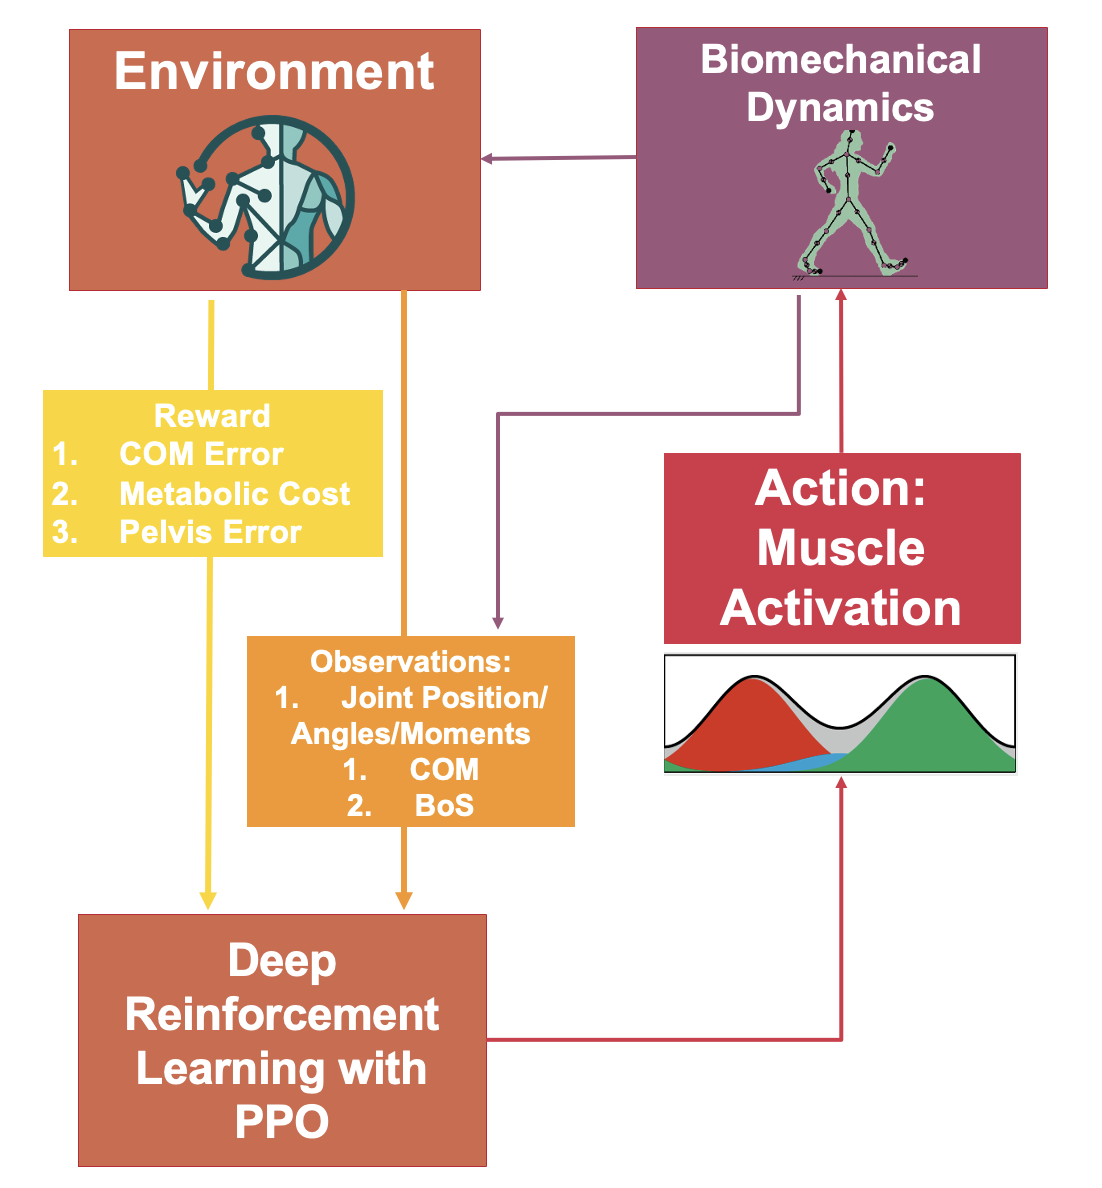 Environment
Biomechanical
Dynamics
Reward
1. COM Error
2. Metabolic Cost
3. Pelvis Error
Action:
Muscle
Activation
Observations:
1. Joint Position/
Angles/Moments
1. COM
2. BoS
Deep
Reinforcement
Learning with
PPO